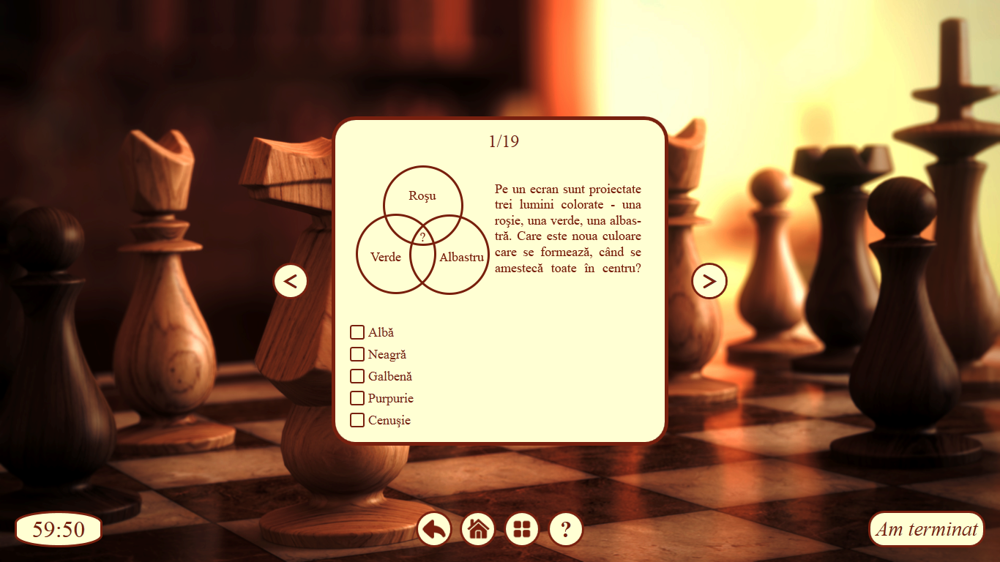 1/19
Roşu
?
Verde
Albastru
Pe un ecran sunt proiectate
trei lumini colorate - una
roşie, una verde, una albas-
tră. Care este noua culoare
care se formează, când se
amestecă toate în centru?
<
>
Albă
Neagră
Galbenă
Purpurie
Cenuşie
59:50
?
Am terminat